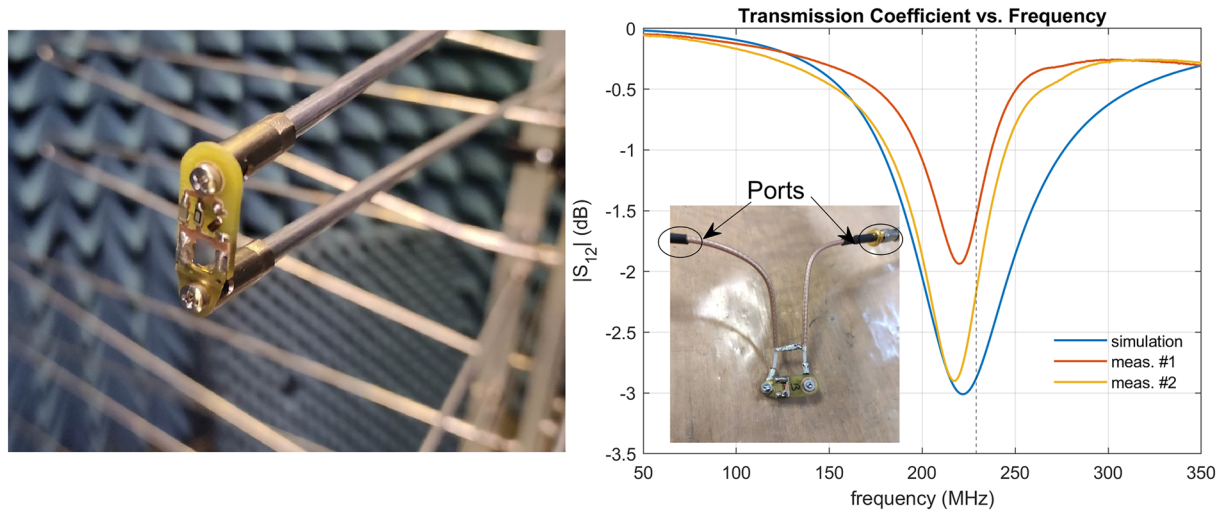 Transmission Coefficient vs. Frequency
0
-0.5
-1
-1.5
-2
-2.5
-3
-3.5
|S12| (dB)
Ports
simulation
meas. #1
meas. #2
50
100
150
200
250
300
350
frequency (MHz)